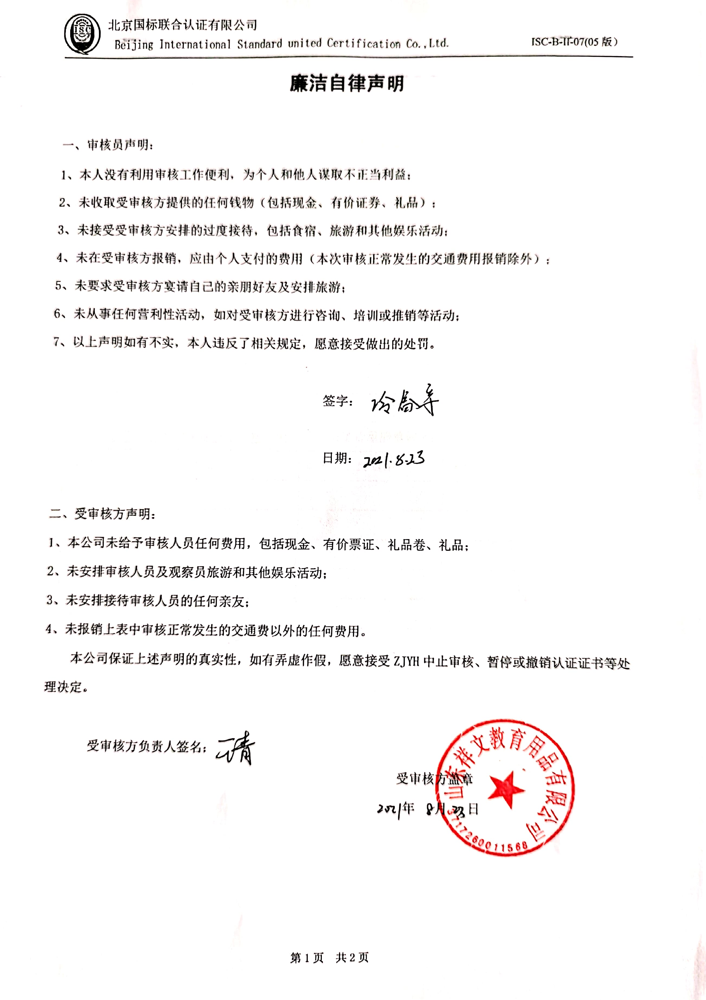 ISC
北京国标联合认证有限公司
Beijing International Standard united Certification Co.,Ltd.
ISC-B-II-07(05 版)
廉洁自律声明
一、审核员声明:
1、本人没有利用审核工作便利，为个人和他人谋取不正当利益;
2、未收取受审核方提供的任何钱物（包括现金、有价证券、礼品）;
3、未接受受审核方安排的过度接待，包括食宿、旅游和其他娱乐活动;
4、未在受审核方报销，应由个人支付的费用（本次审核正常发生的交通费用报销除外）;
5、未要求受审核方宴请自己的亲朋好友及安排旅游;
6、未从事任何营利性活动，如对受审核方进行咨询、培训或推销等活动;
7、以上声明如有不实，本人违反了相关规定，愿意接受做出的处罚。
签字:
日期: 2021.8.23
二、受审核方声明:
1、本公司未给予审核人员任何费用，包括现金、有价票证、礼品卷、礼品;
2、未安排审核人员及观察员旅游和其他娱乐活动;
3、未安排接待审核人员的任何亲友;
4、未报销上表中审核正常发生的交通费以外的任何费用。
本公司保证上述声明的真实性，如有弄虚作假，愿意接受 ZJYH 中止审核、暂停或撤销认证证书等处
理决定。
受审核方负责人签名:
受审核方盖章
2021年 8月 23日
山东祥文教育用品有限公司
3717260011568
第 1 页 共 2 页